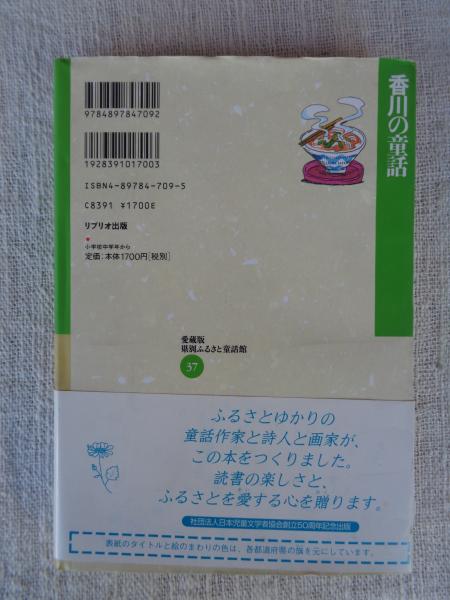 香川の童話
9784897847092
1928391017003
ISBN4-89784-709-5
C8391 ¥1700E
リブリオ出版
★
小学校中学年から
定価:本体1700円[税別]
愛蔵版
県別ふるさと童話館
37
ふるさとゆかりの
童話作家と詩人と画家が、
この本をつくりました。
読書の楽しさと、
ふるさとを愛する心を贈ります。
社団法人日本児童文学者協会創立50周年記念出版
表紙のタイトルと絵のまわりの色は、各都道府県の旗を元にしています。